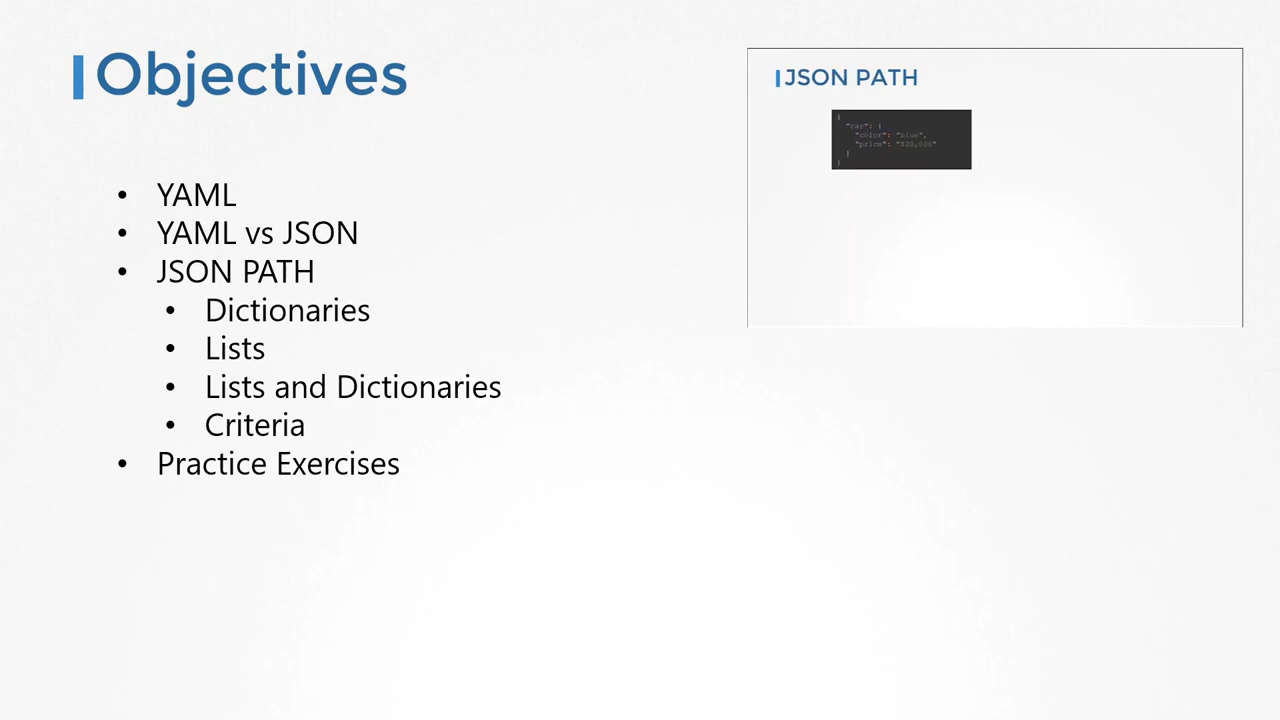 Objectives
• YAML
• YAML vs JSON
• JSON PATH
• Dictionaries
• Lists
• Lists and Dictionaries
• Criteria
• Practice Exercises
JSON PATH
{
"car": {
"color": "blue",
"price": "$20,000"
}
}